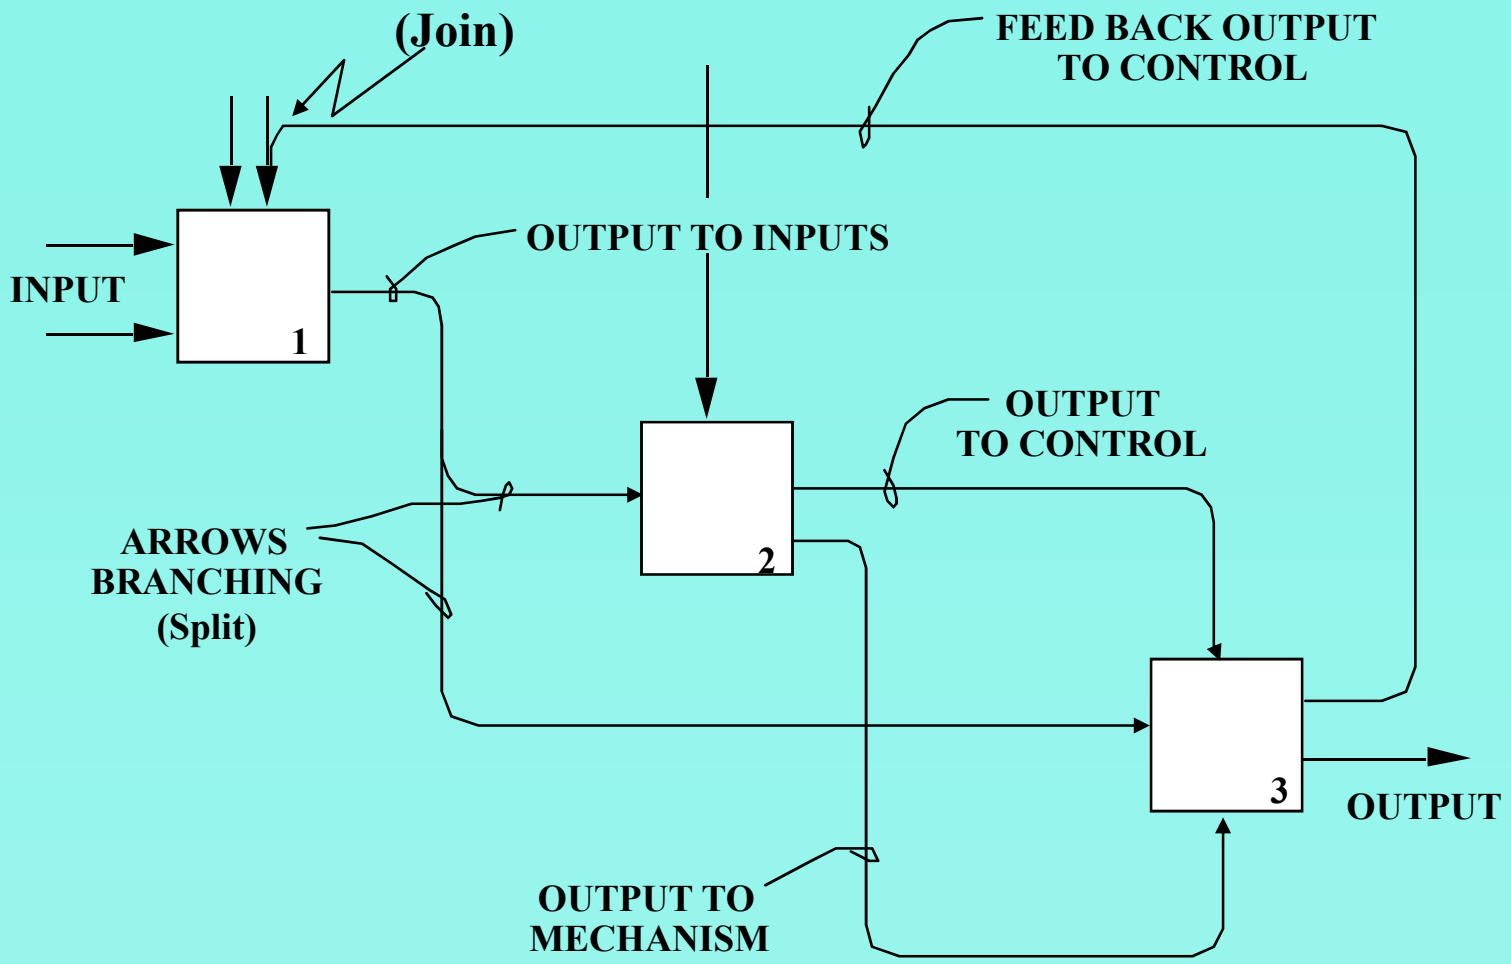 (Join)
FEED BACK OUTPUT
TO CONTROL
OUTPUT TO INPUTS
INPUT
1
OUTPUT
TO CONTROL
ARROWS
BRANCHING
(Split)
2
3
OUTPUT
OUTPUT TO
MECHANISM